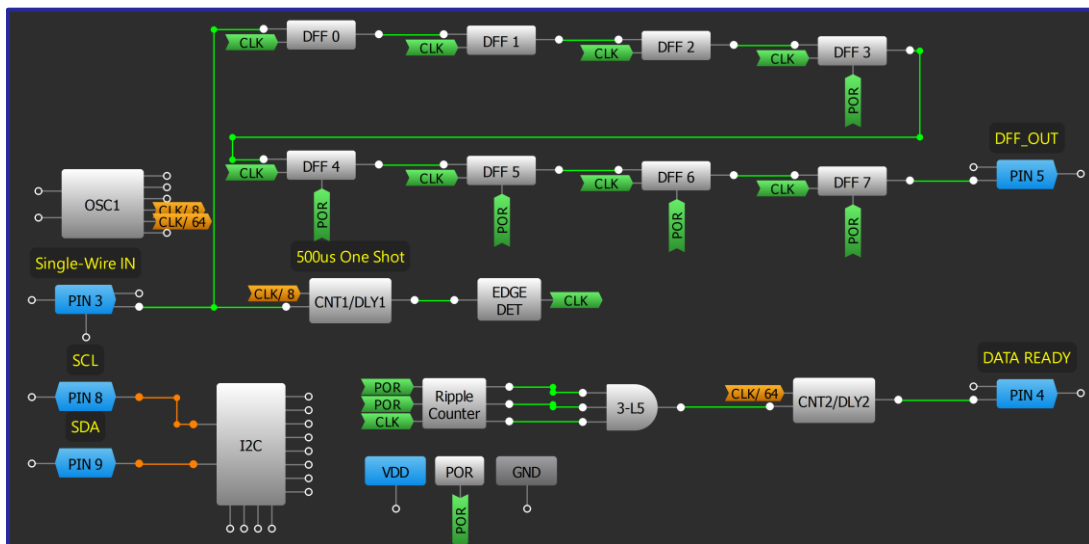 CLK
DFF 0
CLK
DFF 1
CLK
DFF 2
CLK
DFF 3
POR
DFF_OUT
CLK
DFF 4
CLK
DFF 5
CLK
DFF 6
CLK
DFF 7
PIN 5
POR
POR
POR
POR
OSC1
CLK/ 8
CLK/ 64
Single-Wire IN
500us One Shot
PIN 3
CLK/ 8
CNT1/DLY1
EDGE
DET
CLK
SCL
DATA READY
PIN 8
POR
POR
CLK
Ripple
Counter
3-L5
CLK/ 64
CNT2/DLY2
PIN 4
SDA
I2C
PIN 9
VDD
POR
GND
POR